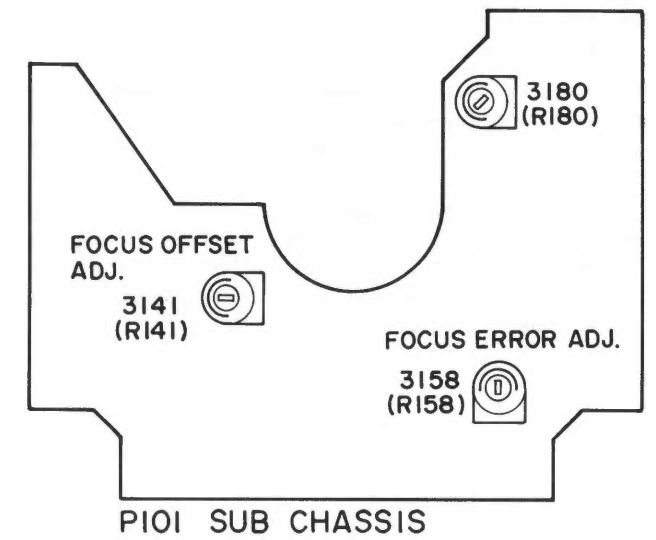 3180
(R180)
FOCUS OFFSET
ADJ.
3141
(R141)
FOCUS ERROR ADJ.
3158
(R158)
P101 SUB CHASSIS